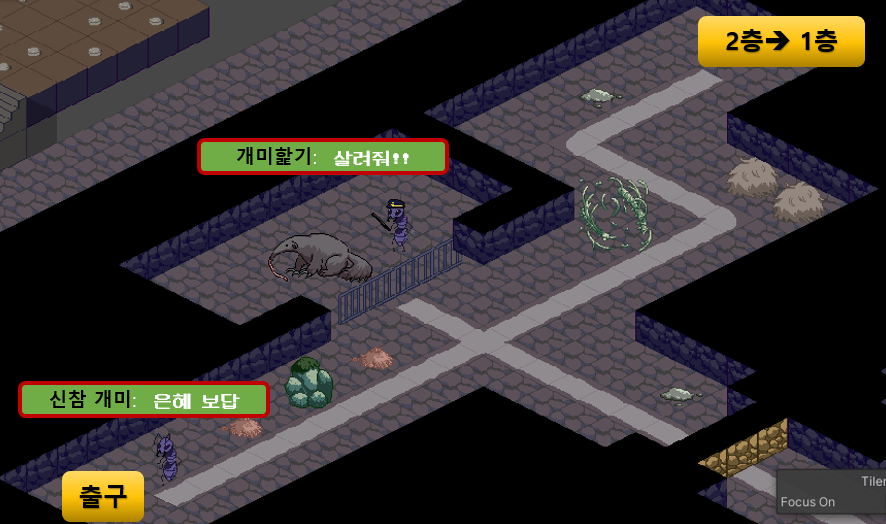 2층→ 1층
개미핥기: 살려줘!!
신참 개미: 은혜 보답
출구
Tiler
Focus On